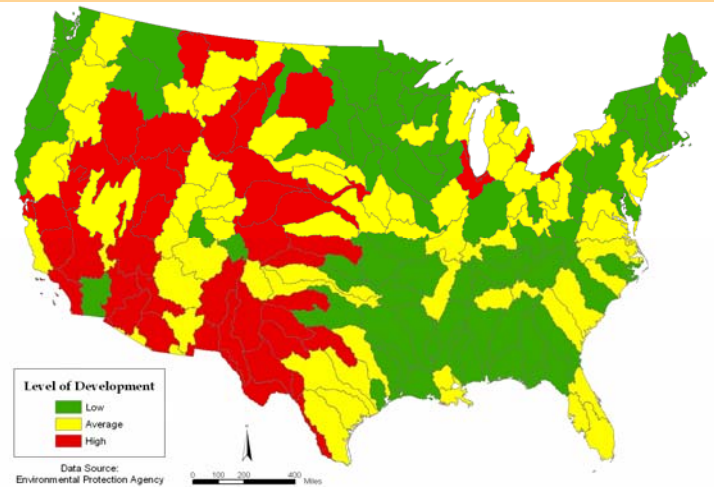 Level of Development
Low
Average
High
Data Source:
Environmental Protection Agency
N
0 100 200 400
Miles